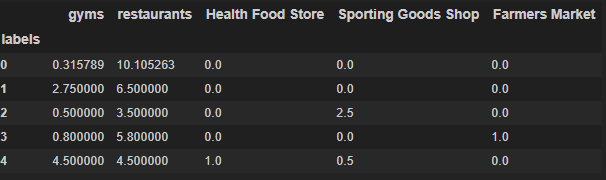 gyms restaurants Health Food Store Sporting Goods Shop Farmers Market
labels
0 0.315789 10.105263 0.0 0.0 0.0
1 2.750000 6.500000 0.0 0.0 0.0
2 0.500000 3.500000 0.0 2.5 0.0
3 0.800000 5.800000 0.0 0.0 1.0
4 4.500000 4.500000 1.0 0.5 0.0